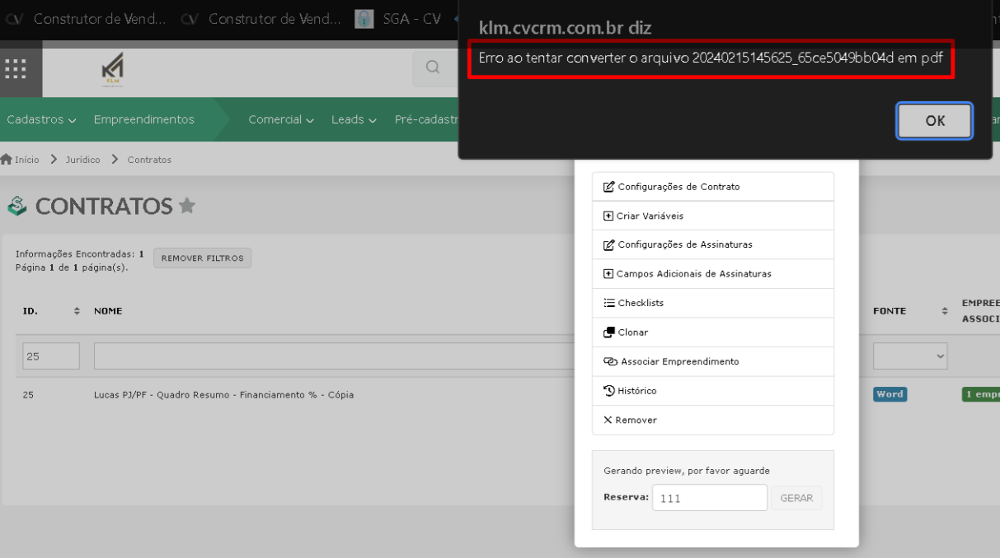 Construtor de Vend...
Construtor de Vend...
SGA - CV
klm.cvcrm.com.br diz
Erro ao tentar converter o arquivo 20240215145625_65ce5049bb04d em pdf
OK
KLM
Cadastros
Empreendimentos
Comercial
Leads
Pré-cadastr
Início
Jurídico
Contratos
CONTRATOS
Informações Encontradas: 1
REMOVER FILTROS
Página 1 de 1 página(s).
ID.
NOME
FONTE
EMPREE
ASSOCI
25
25
Lucas PJ/PF - Quadro Resumo - Financiamento % - Cópia
Word
1 empr
Configurações de Contrato
Criar Variáveis
Configurações de Assinaturas
Campos Adicionais de Assinaturas
Checklists
Clonar
Associar Empreendimento
Histórico
Remover
Gerando preview, por favor aguarde
Reserva:
111
GERAR